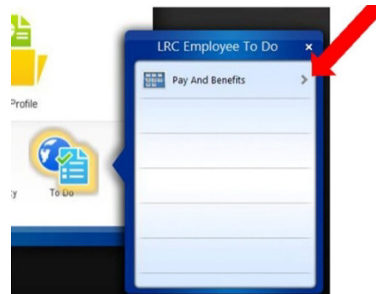 LRC Employee To Do ×
Pay And Benefits >
Profile
y
To Do